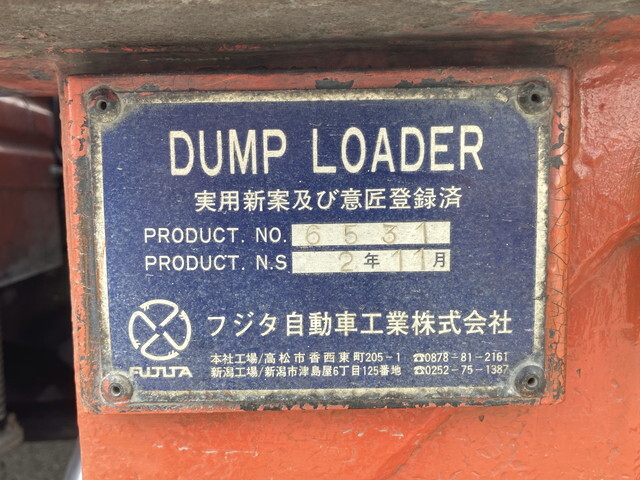 DUMP LOADER
実用新案及び意匠登録済
PRODUCT. NO. 6531
PRODUCT. N.S 2年 11月
フジタ自動車工業株式会社
FUJITA
本社工場/高松市香西東町205-1 ☎0878-81-2161
新潟工場/新潟市津島屋6丁目125番地 ☎0252-75-1387